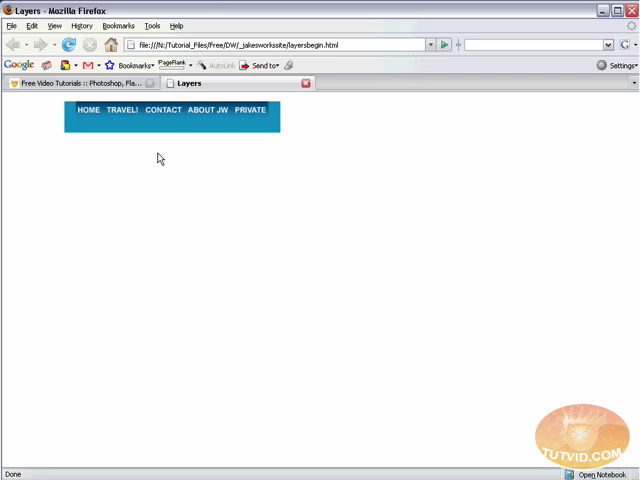 Layers - Mozilla Firefox
File Edit View History Bookmarks Tools Help
file:///N:/Tutorial_Files/Free/DW/_jakesworkssite/layersbegin.html
Google Bookmarks PageRank AutoLink Send to Settings
Free Video Tutorials :: Photoshop, Fla... Layers
HOME TRAVEL! CONTACT ABOUT JW PRIVATE
TUTVID.COM
Done Open Notebook